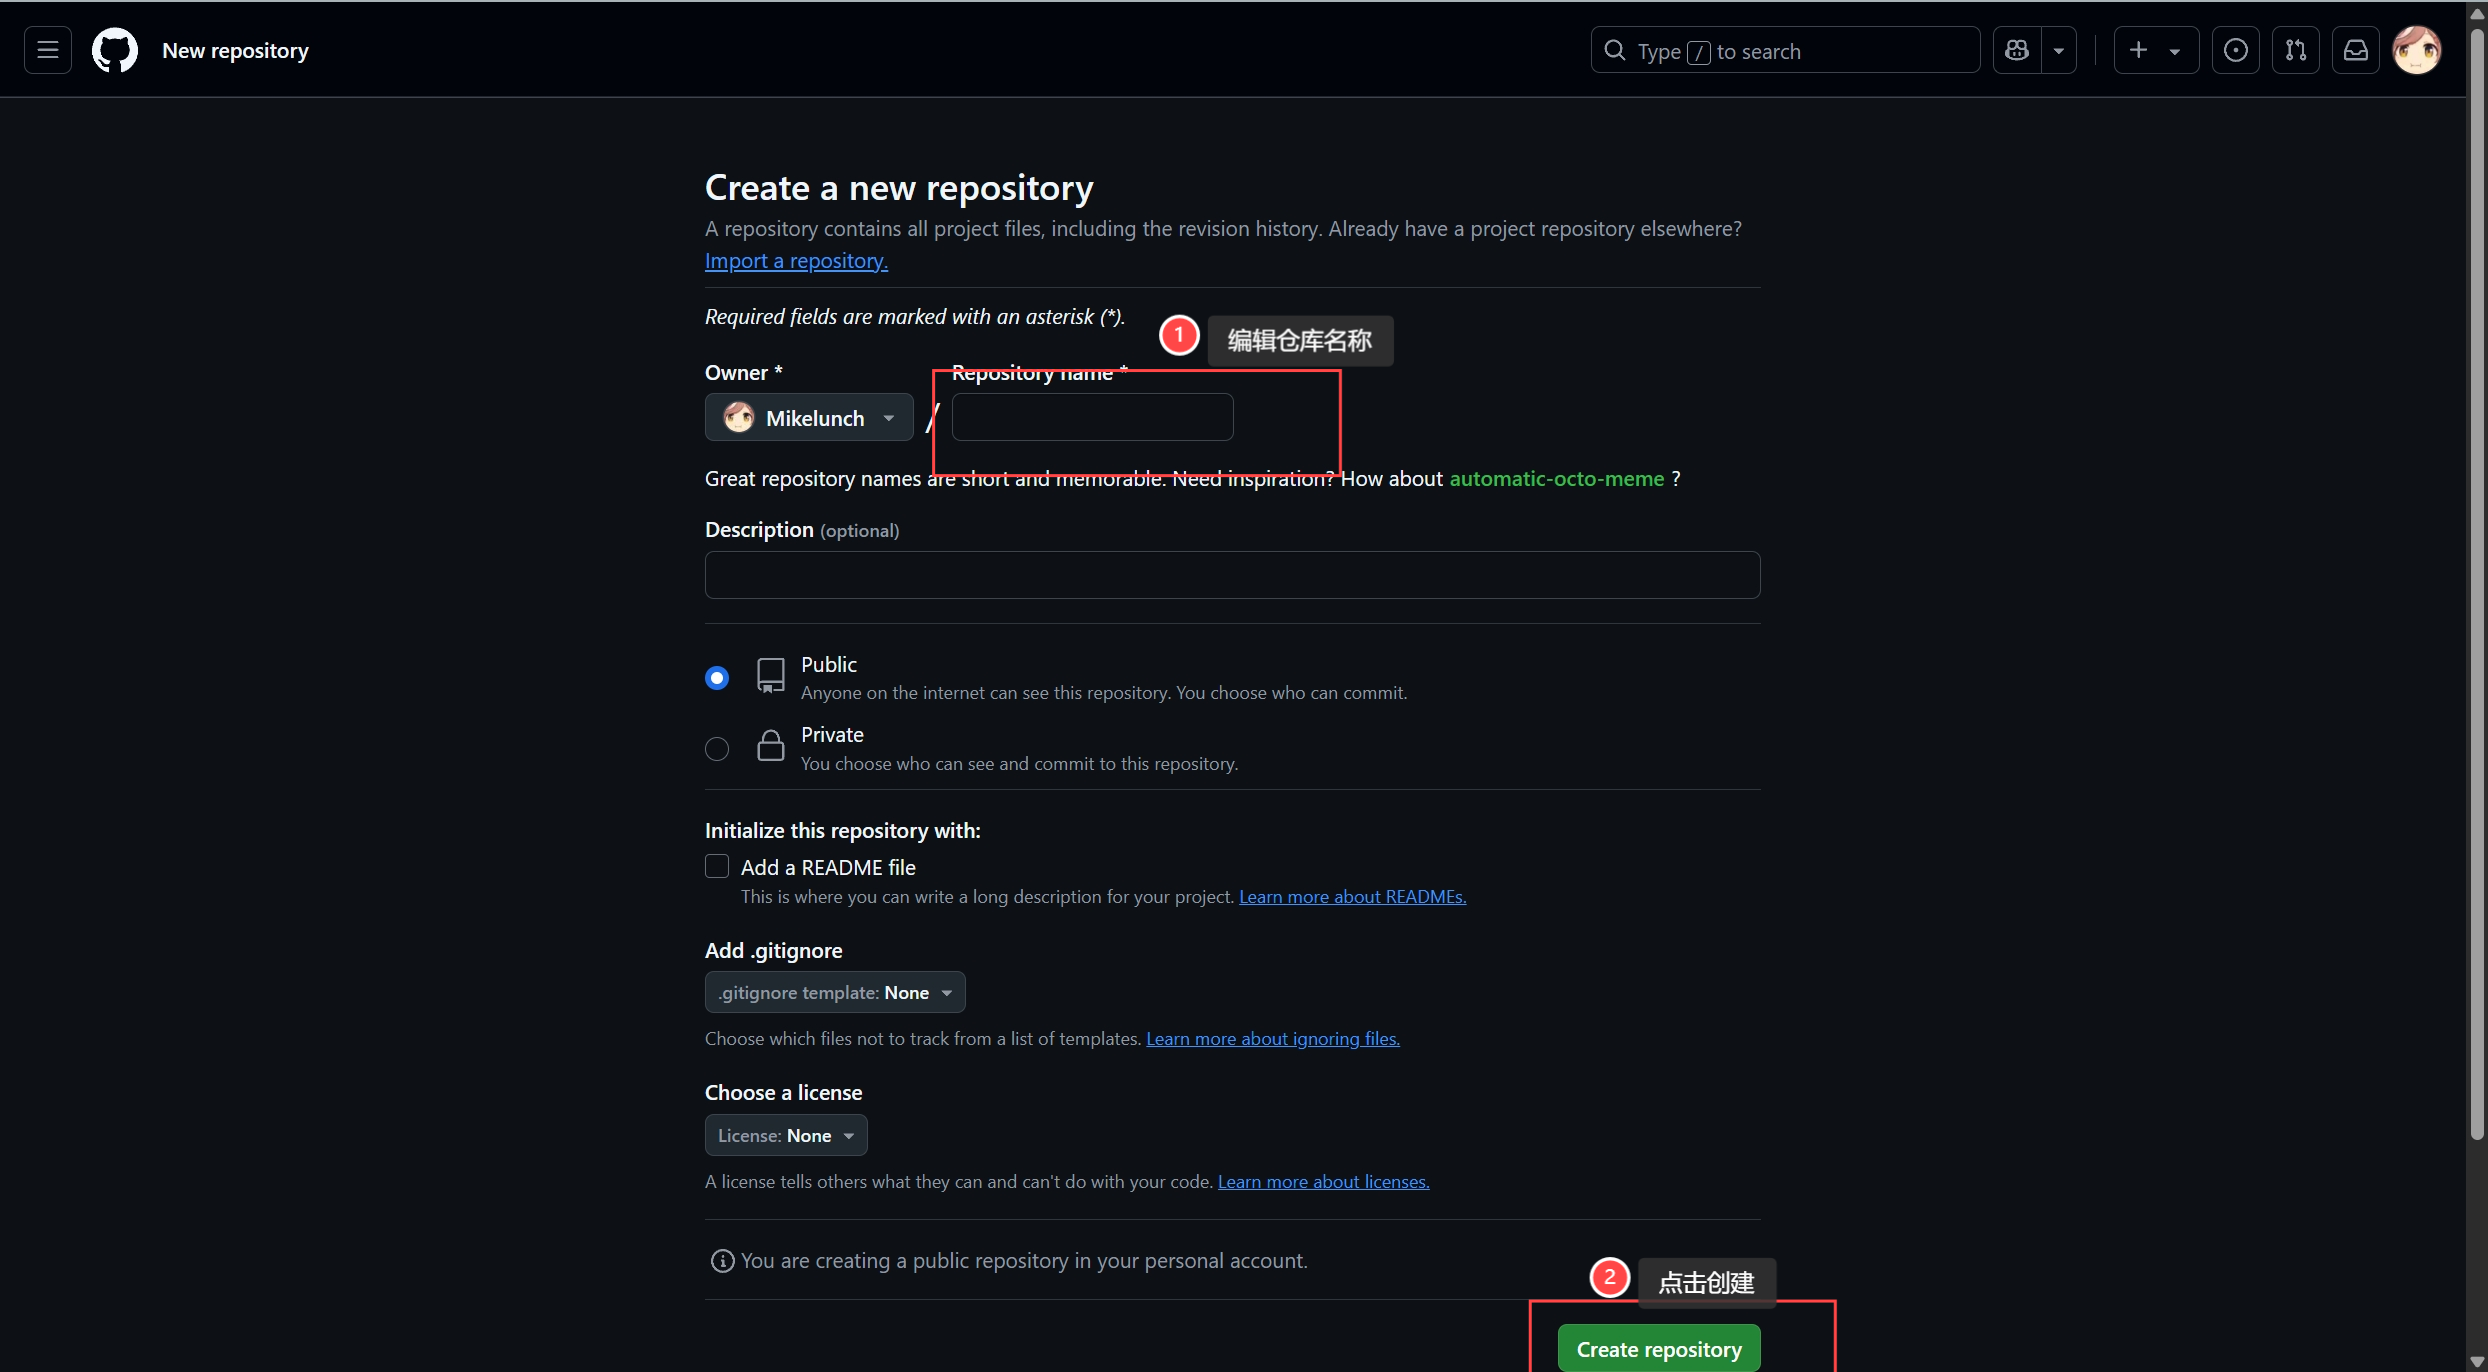 New repository
Type / to search
Create a new repository
A repository contains all project files, including the revision history. Already have a project repository elsewhere?
Import a repository.
Required fields are marked with an asterisk (*).
1 编辑仓库名称
Owner * Repository name *
Mikelunch /
Great repository names are short and memorable. Need inspiration? How about automatic-octo-meme ?
Description (optional)
Public
Anyone on the internet can see this repository. You choose who can commit.
Private
You choose who can see and commit to this repository.
Initialize this repository with:
Add a README file
This is where you can write a long description for your project. Learn more about READMEs.
Add .gitignore
.gitignore template: None
Choose which files not to track from a list of templates. Learn more about ignoring files.
Choose a license
License: None
A license tells others what they can and can't do with your code. Learn more about licenses.
You are creating a public repository in your personal account.
2 点击创建
Create repository